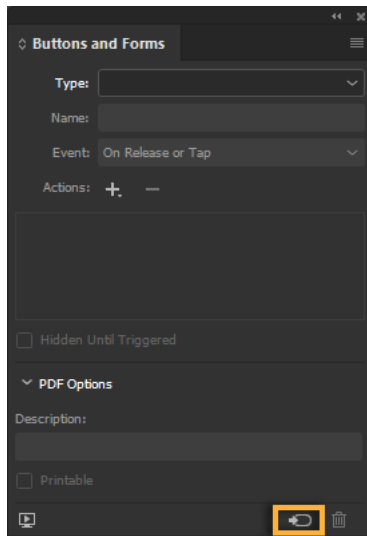 Buttons and Forms
Type:
Name:
Event: On Release or Tap
Actions:
Hidden Until Triggered
PDF Options
Description:
Printable